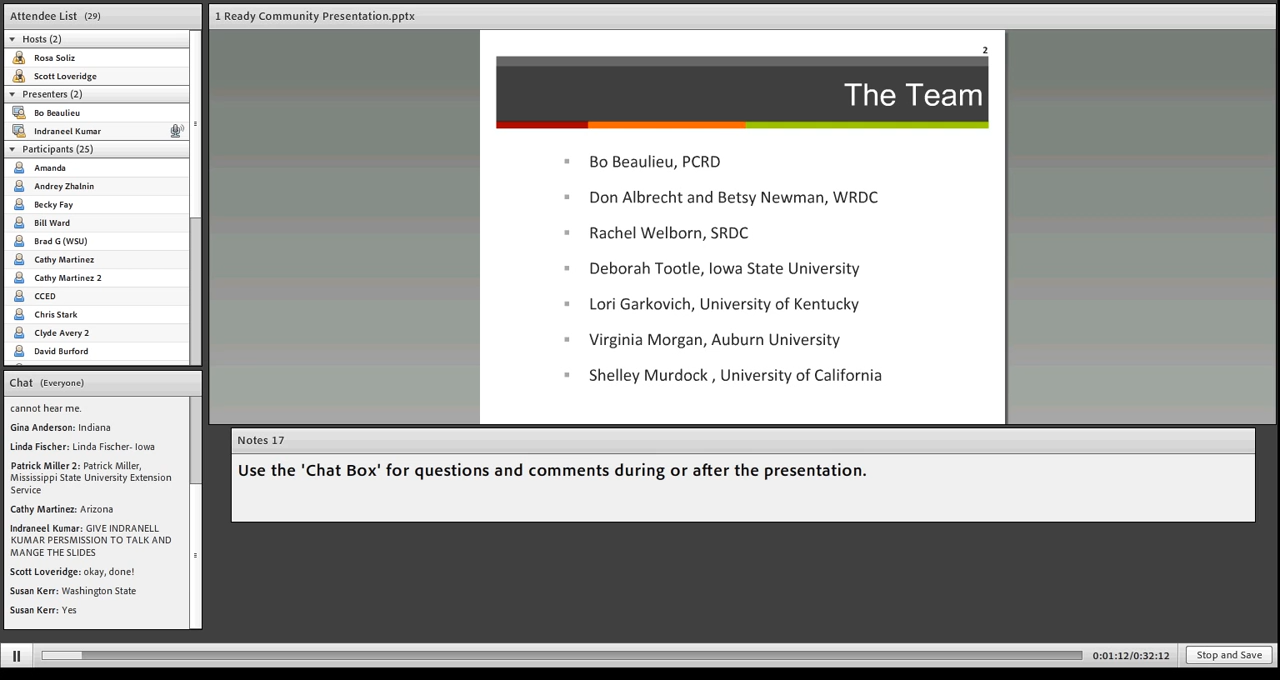 Attendee List (29)
Hosts (2)
Rosa Soliz
Scott Loveridge
Presenters (2)
Bo Beaulieu
Indraneel Kumar
Participants (25)
Amanda
Andrey Zhalnin
Becky Fay
Bill Ward
Brad G (WSU)
Cathy Martinez
Cathy Martinez 2
CCED
Chris Stark
Clyde Avery 2
David Burford
Chat (Everyone)
cannot hear me.
Gina Anderson: Indiana
Linda Fischer: Linda Fischer- Iowa
Patrick Miller 2: Patrick Miller,
Mississippi State University Extension
Service
Cathy Martinez: Arizona
Indraneel Kumar: GIVE INDRANELL
KUMAR PERSMISSION TO TALK AND
MANGE THE SLIDES
Scott Loveridge: okay, done!
Susan Kerr: Washington State
Susan Kerr: Yes
1 Ready Community Presentation.pptx
2
The Team
Bo Beaulieu, PCRD
Don Albrecht and Betsy Newman, WRDC
Rachel Welborn, SRDC
Deborah Tootle, Iowa State University
Lori Garkovich, University of Kentucky
Virginia Morgan, Auburn University
Shelley Murdock , University of California
Notes 17
Use the 'Chat Box' for questions and comments during or after the presentation.
0:01:12/0:32:12
Stop and Save